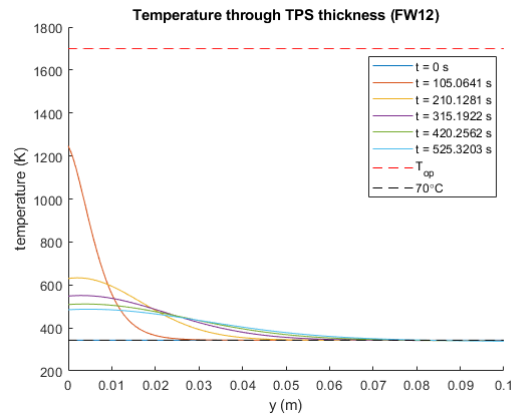 Temperature through TPS thickness (FW12)
1800
1600
1400
1200
1000
800
600
400
200
temperature (K)
t = 0 s
t = 105.0641 s
t = 210.1281 s
t = 315.1922 s
t = 420.2562 s
t = 525.3203 s
T_op
70°C
0
0.01
0.02
0.03
0.04
0.05
0.06
0.07
0.08
0.09
0.1
y (m)